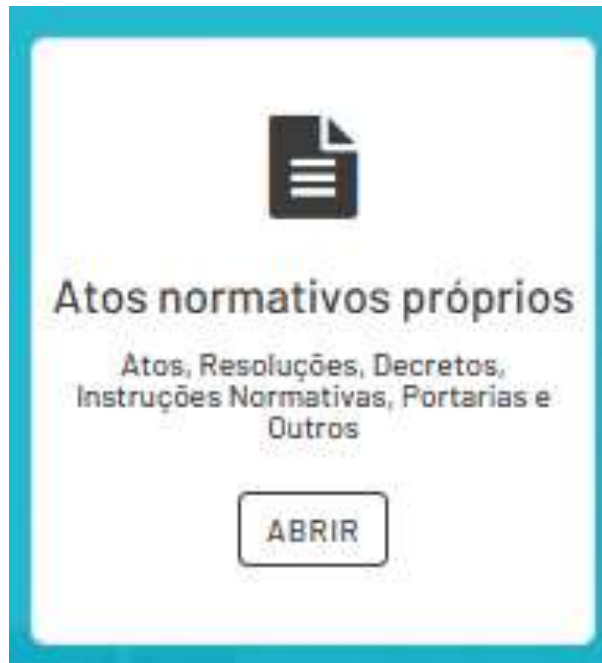 Atos normativos próprios
Atos, Resoluções, Decretos,
Instruções Normativas, Portarias e
Outros
ABRIR